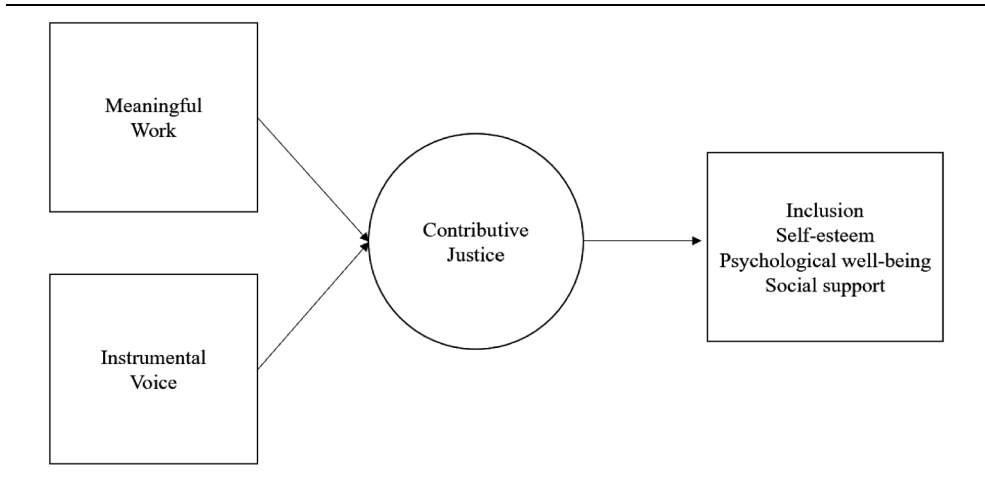 Meaningful
Work
Contributive
Justice
Inclusion
Self-esteem
Psychological well-being
Social support
Instrumental
Voice